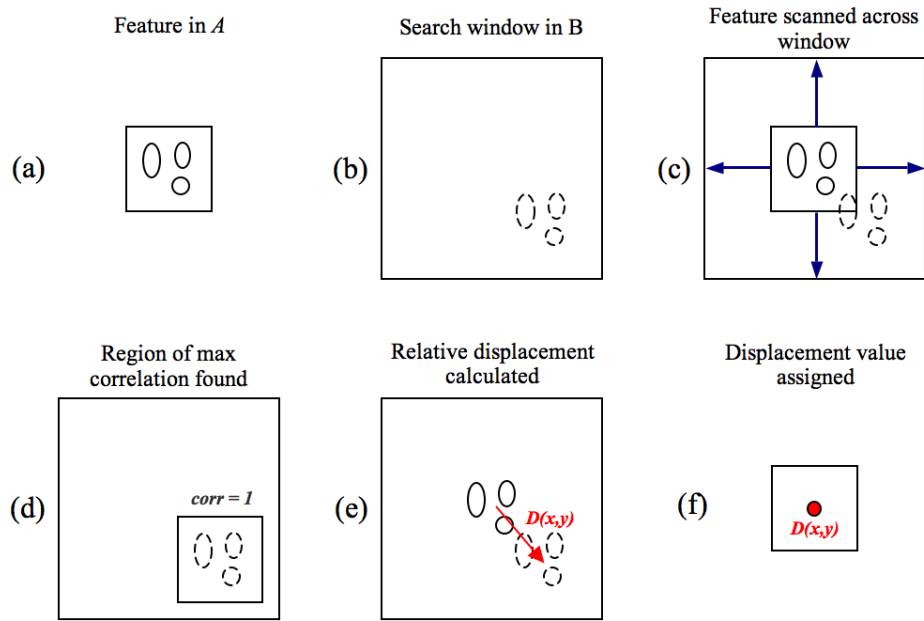 Feature in A
Search window in B
Feature scanned across
window
(a)
(b)
(c)
Region of max
correlation found
Relative displacement
calculated
Displacement value
assigned
(d)
corr = 1
(e)
D(x,y)
(f)
D(x,y)